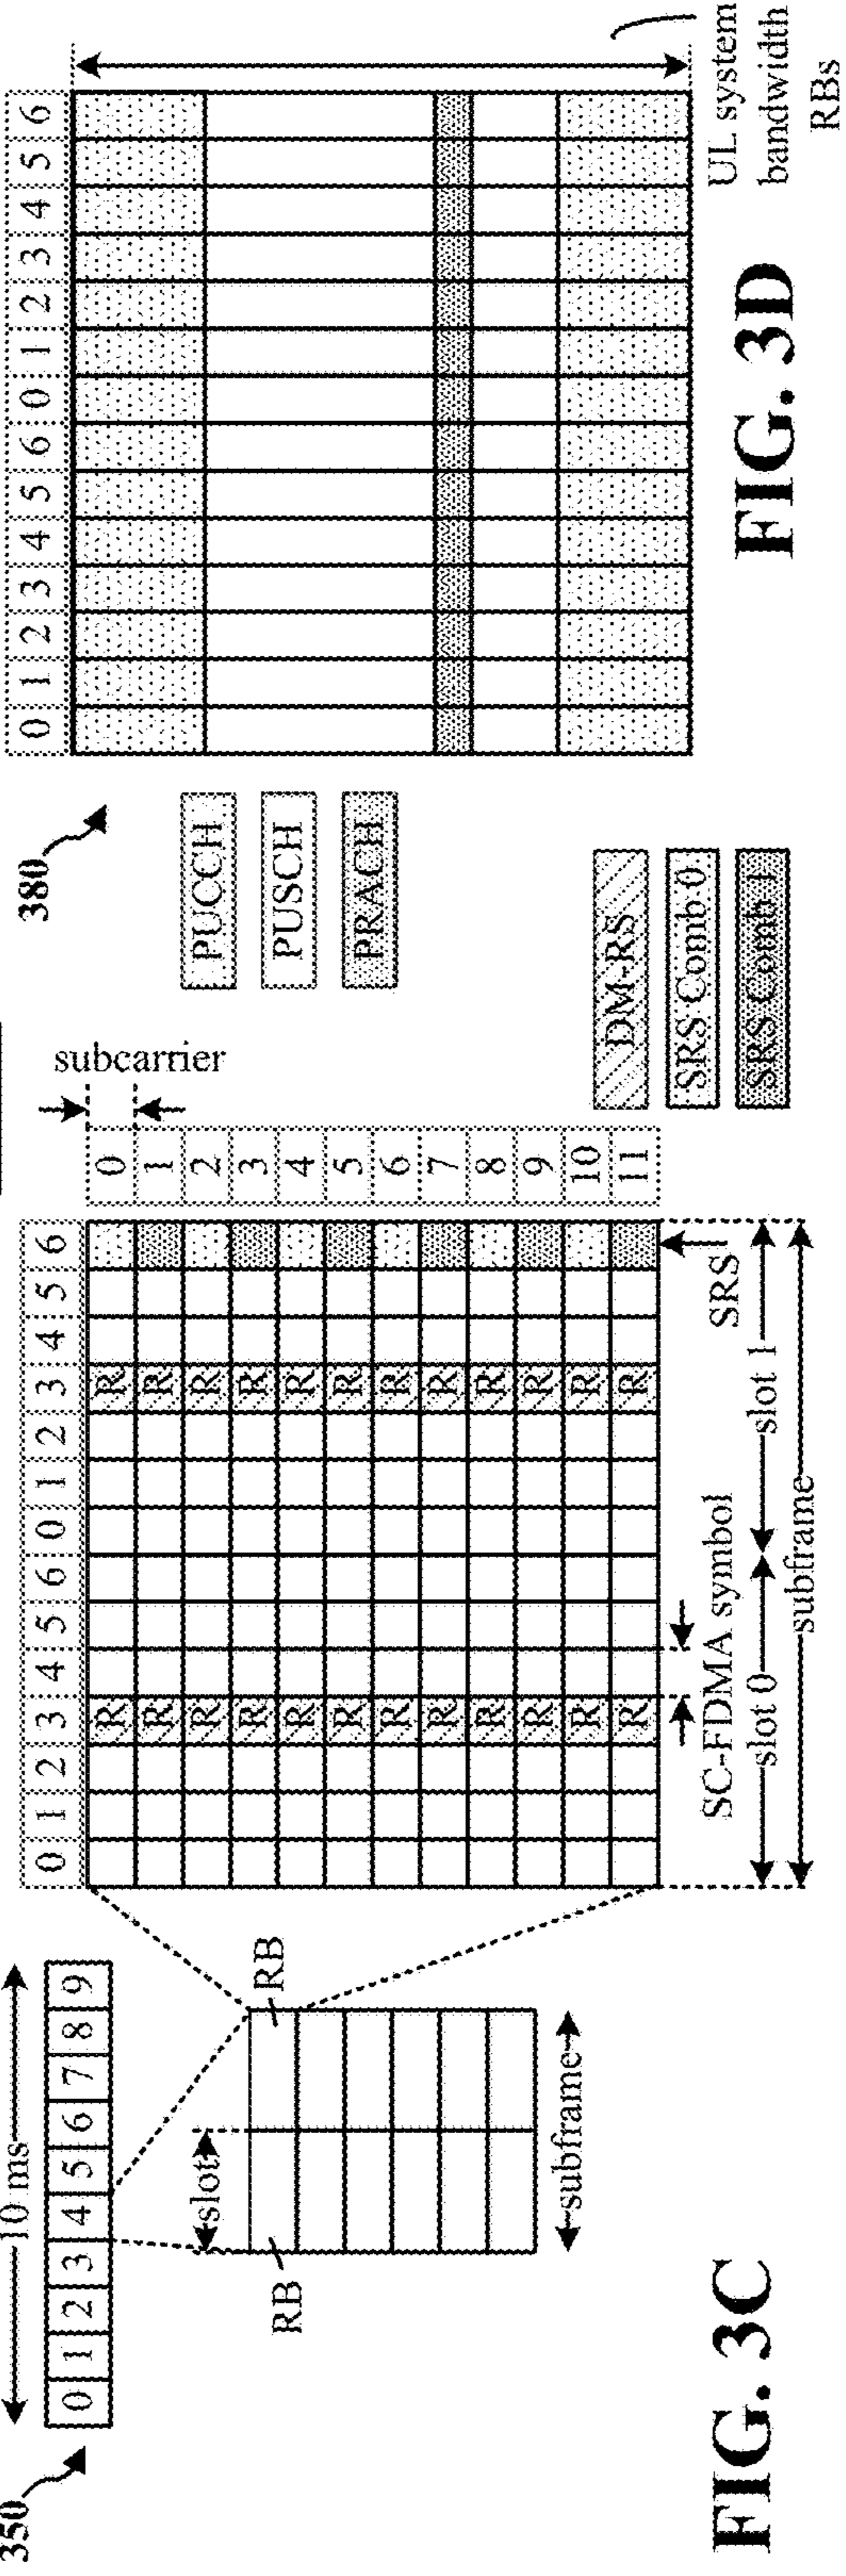 350
10 ms
0 1 2 3 4 5 6 7 8 9
RB
slot
RB
subframe
0 1 2 3 4 5 6 0 1 2 3 4 5 6
R R
R R
R R
R R
R R
R R
R R
R R
R R
R R
R R
R R
subcarrier
0
1
2
3
4
5
6
7
8
9
10
11
SC-FDMA symbol
SRS
slot 0
slot 1
subframe
DM-RS
SRS Comb 0
SRS Comb 1
FIG. 3C
380
PUCCH
PUSCH
PRACH
0 1 2 3 4 5 6 0 1 2 3 4 5 6
UL system
bandwidth
RBs
FIG. 3D